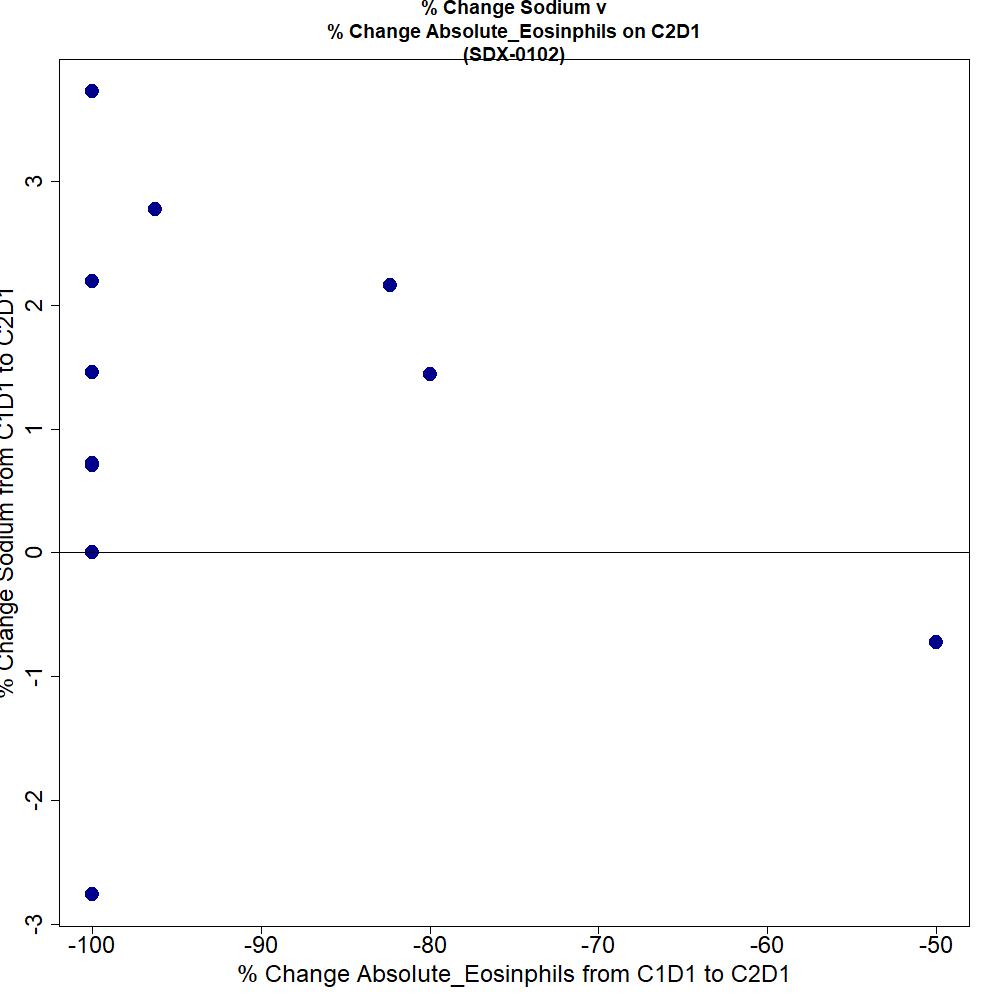 % Change Sodium v
% Change Absolute_Eosinphils on C2D1
(SDX-0102)
% Change Sodium from C1D1 to C2D1
3
2
1
0
-1
-2
-3
-100 -90 -80 -70 -60 -50
% Change Absolute_Eosinphils from C1D1 to C2D1